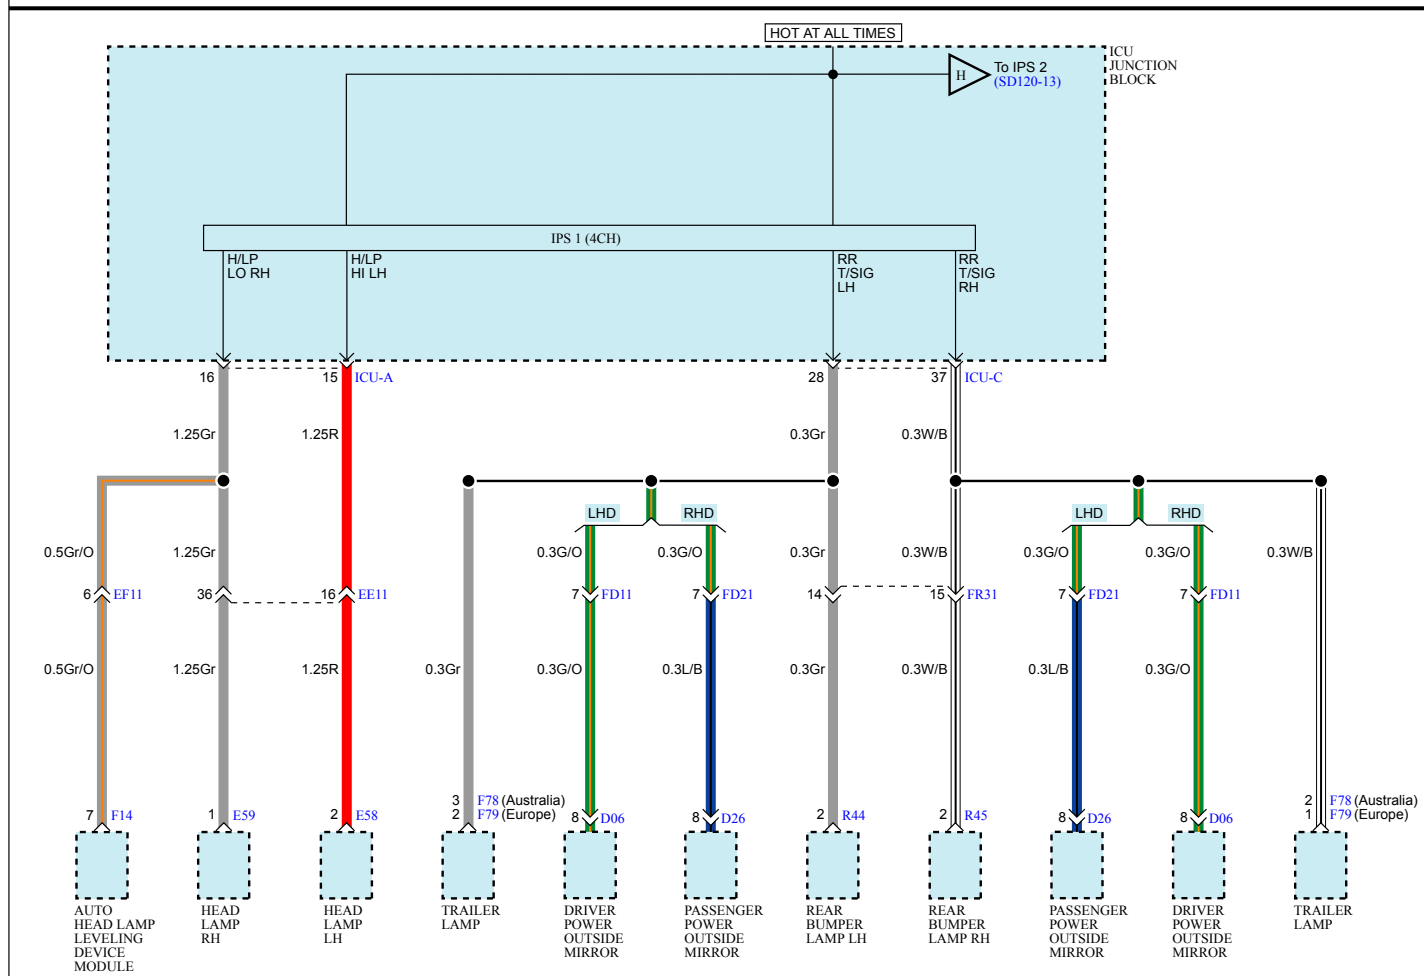 HOT AT ALL TIMES
ICU
JUNCTION
BLOCK
H
To IPS 2
(SD120-13)
IPS 1 (4CH)
H/LP
LO RH
H/LP
HI LH
RR
T/SIG
LH
RR
T/SIG
RH
16
15
ICU-A
28
37
ICU-C
1.25Gr
1.25R
0.3Gr
0.3W/B
LHD
RHD
LHD
RHD
0.5Gr/O
1.25Gr
0.3G/O
0.3G/O
0.3Gr
0.3W/B
0.3G/O
0.3G/O
0.3W/B
6
EF11
36
16
EE11
7
FD11
7
FD21
14
15
FR31
7
FD21
7
FD11
0.5Gr/O
1.25Gr
1.25R
0.3Gr
0.3G/O
0.3L/B
0.3Gr
0.3W/B
0.3L/B
0.3G/O
7
F14
1
E59
2
E58
3
F78 (Australia)
2
F79 (Europe)
8
D06
8
D26
2
R44
2
R45
8
D26
8
D06
2
F78 (Australia)
1
F79 (Europe)
AUTO
HEAD LAMP
LEVELING
DEVICE
MODULE
HEAD
LAMP
RH
HEAD
LAMP
LH
TRAILER
LAMP
DRIVER
POWER
OUTSIDE
MIRROR
PASSENGER
POWER
OUTSIDE
MIRROR
REAR
BUMPER
LAMP LH
REAR
BUMPER
LAMP RH
PASSENGER
POWER
OUTSIDE
MIRROR
DRIVER
POWER
OUTSIDE
MIRROR
TRAILER
LAMP